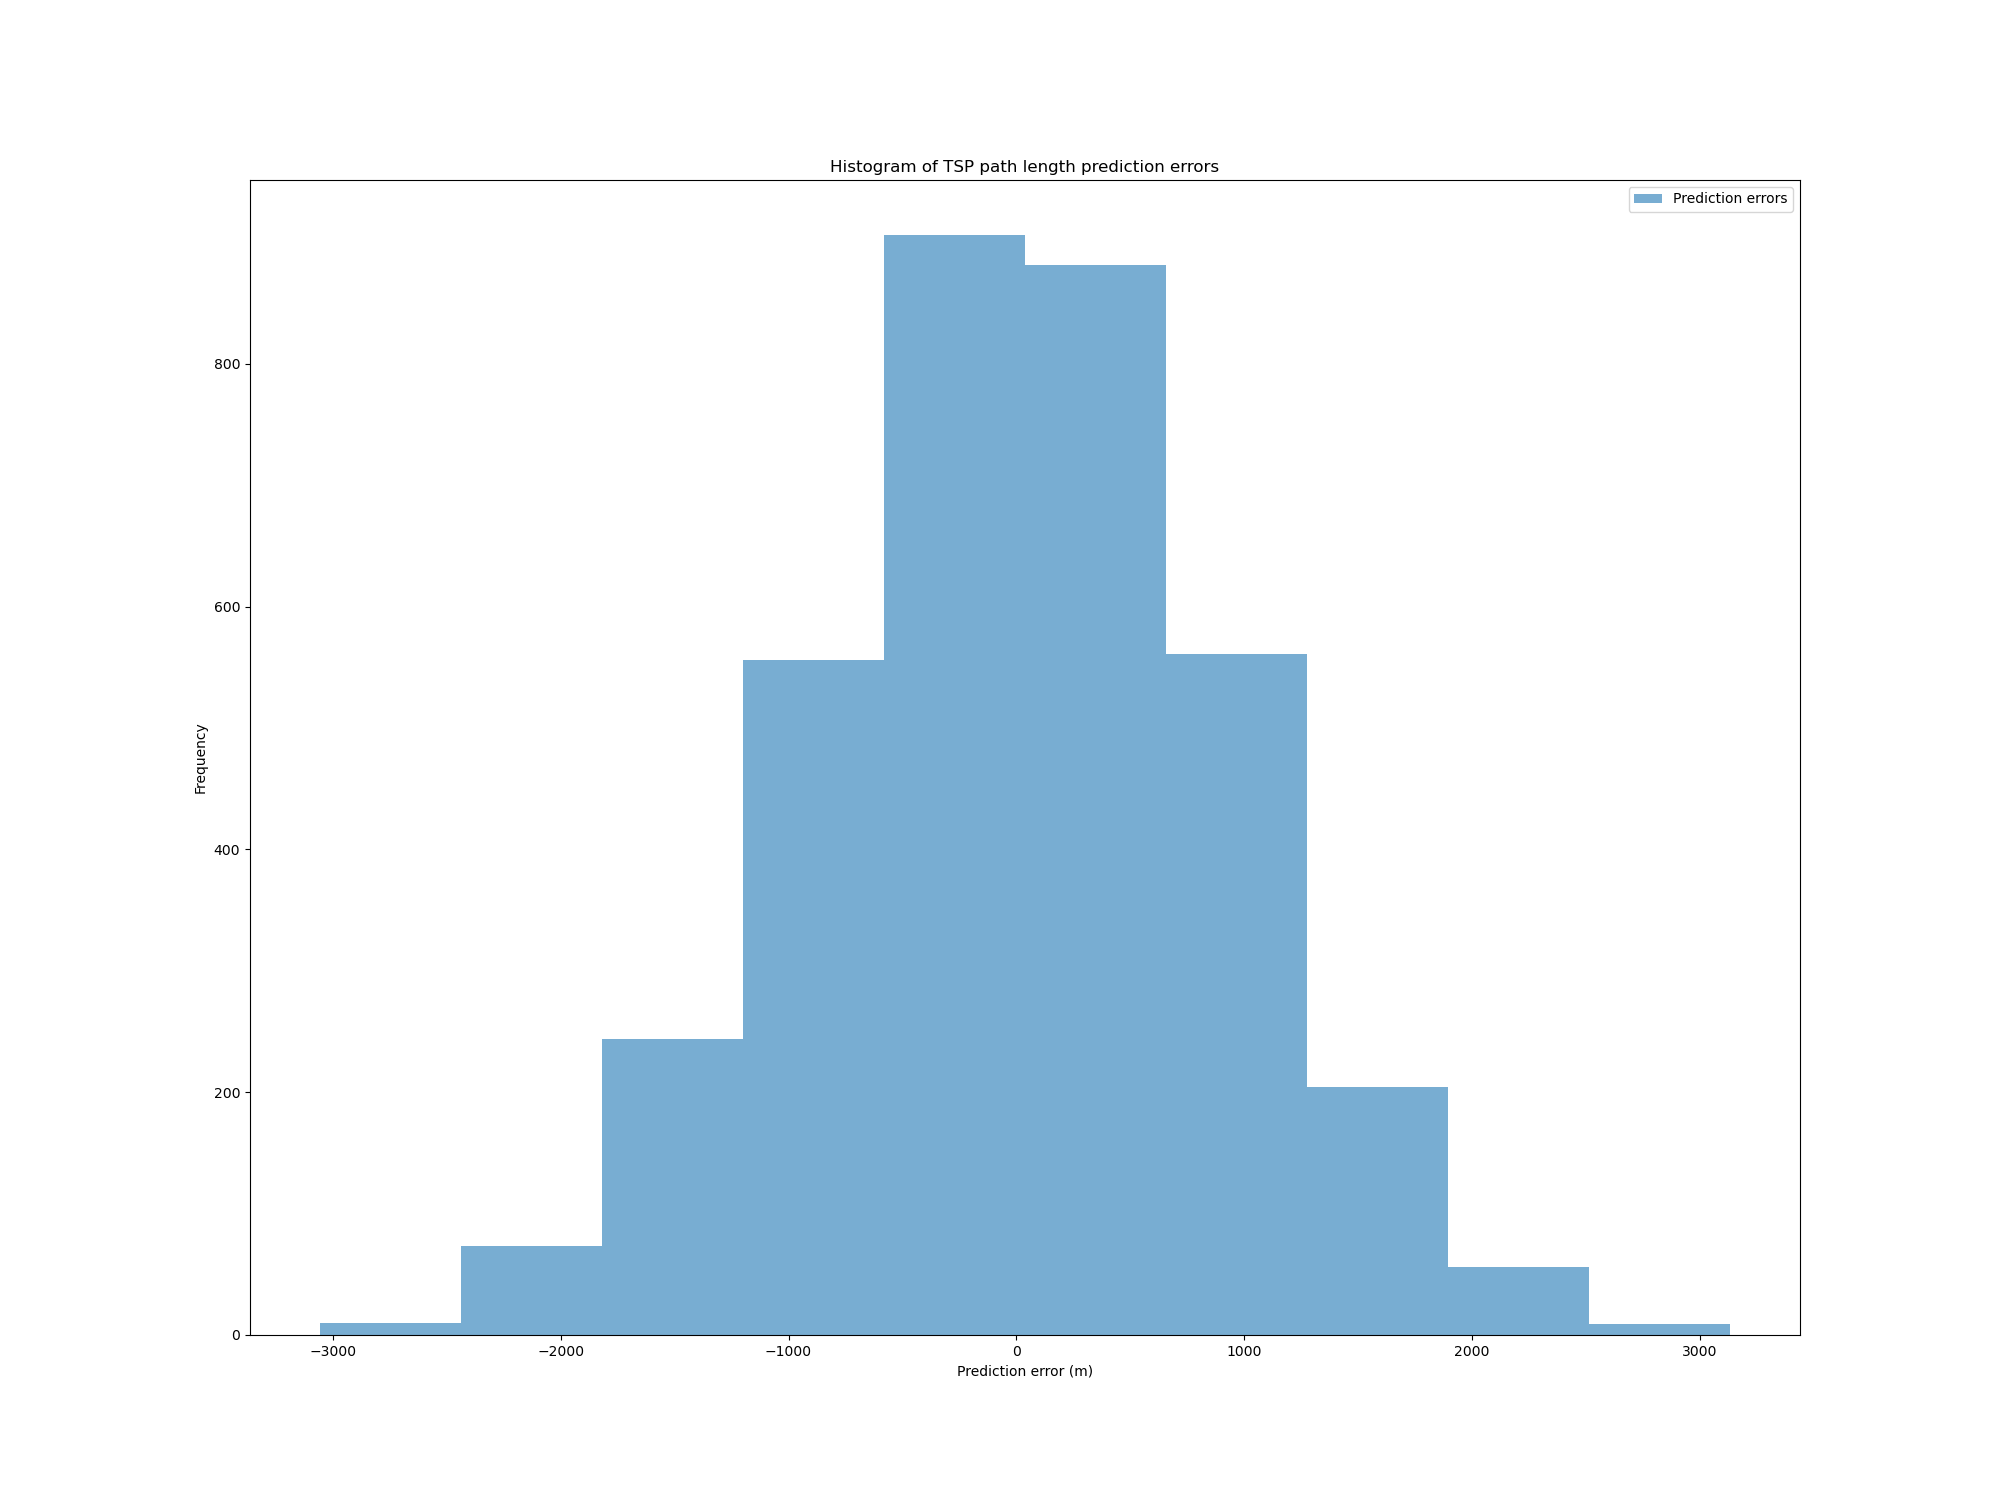 Histogram of TSP path length prediction errors
Prediction errors
800
600
400
200
0
Frequency
−3000 −2000 −1000 0 1000 2000 3000
Prediction error (m)